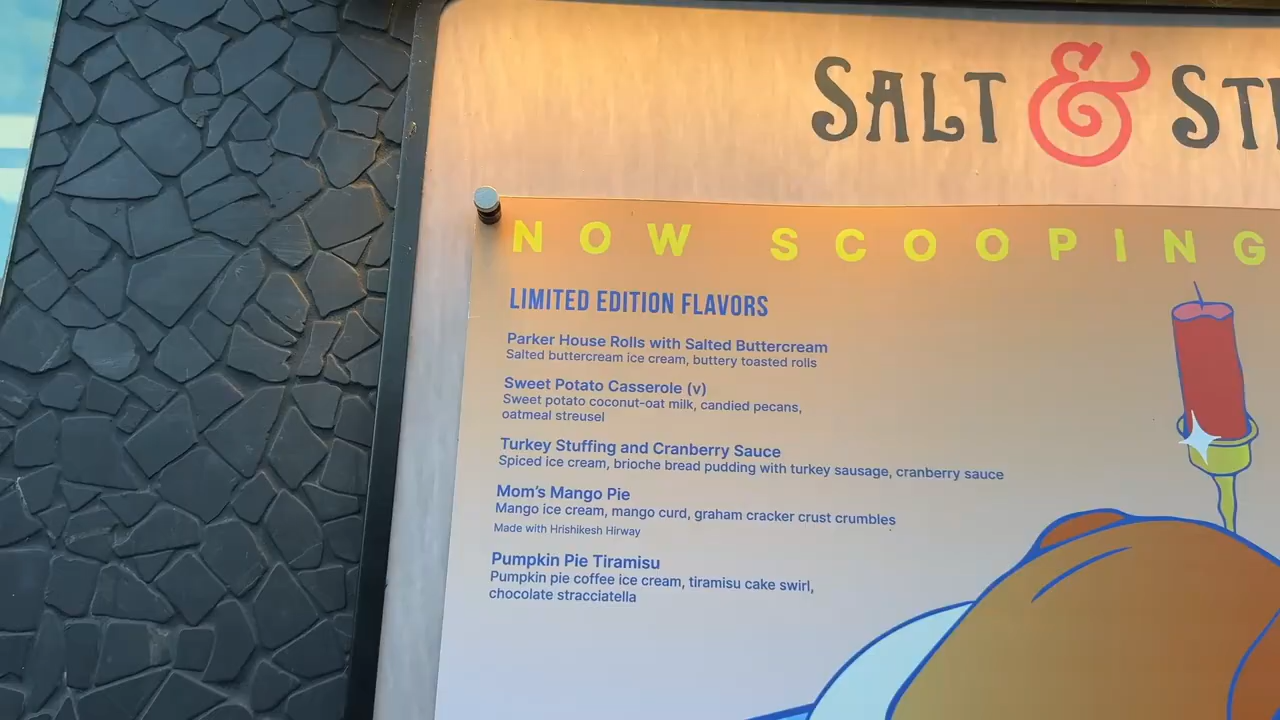 SALT & ST
NOW SCOOPING
LIMITED EDITION FLAVORS
Parker House Rolls with Salted Buttercream
Salted buttercream ice cream, buttery toasted rolls
Sweet Potato Casserole (v)
Sweet potato coconut-oat milk, candied pecans,
oatmeal streusel
Turkey Stuffing and Cranberry Sauce
Spiced ice cream, brioche bread pudding with turkey sausage, cranberry sauce
Mom's Mango Pie
Mango ice cream, mango curd, graham cracker crust crumbles
Made with Hrishikesh Hirway
Pumpkin Pie Tiramisu
Pumpkin pie coffee ice cream, tiramisu cake swirl,
chocolate stracciatella